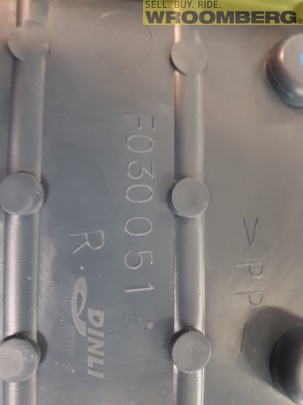 SELL. BUY. RIDE.
WROOMBERG.
F030051
R.
DINLI
>PP